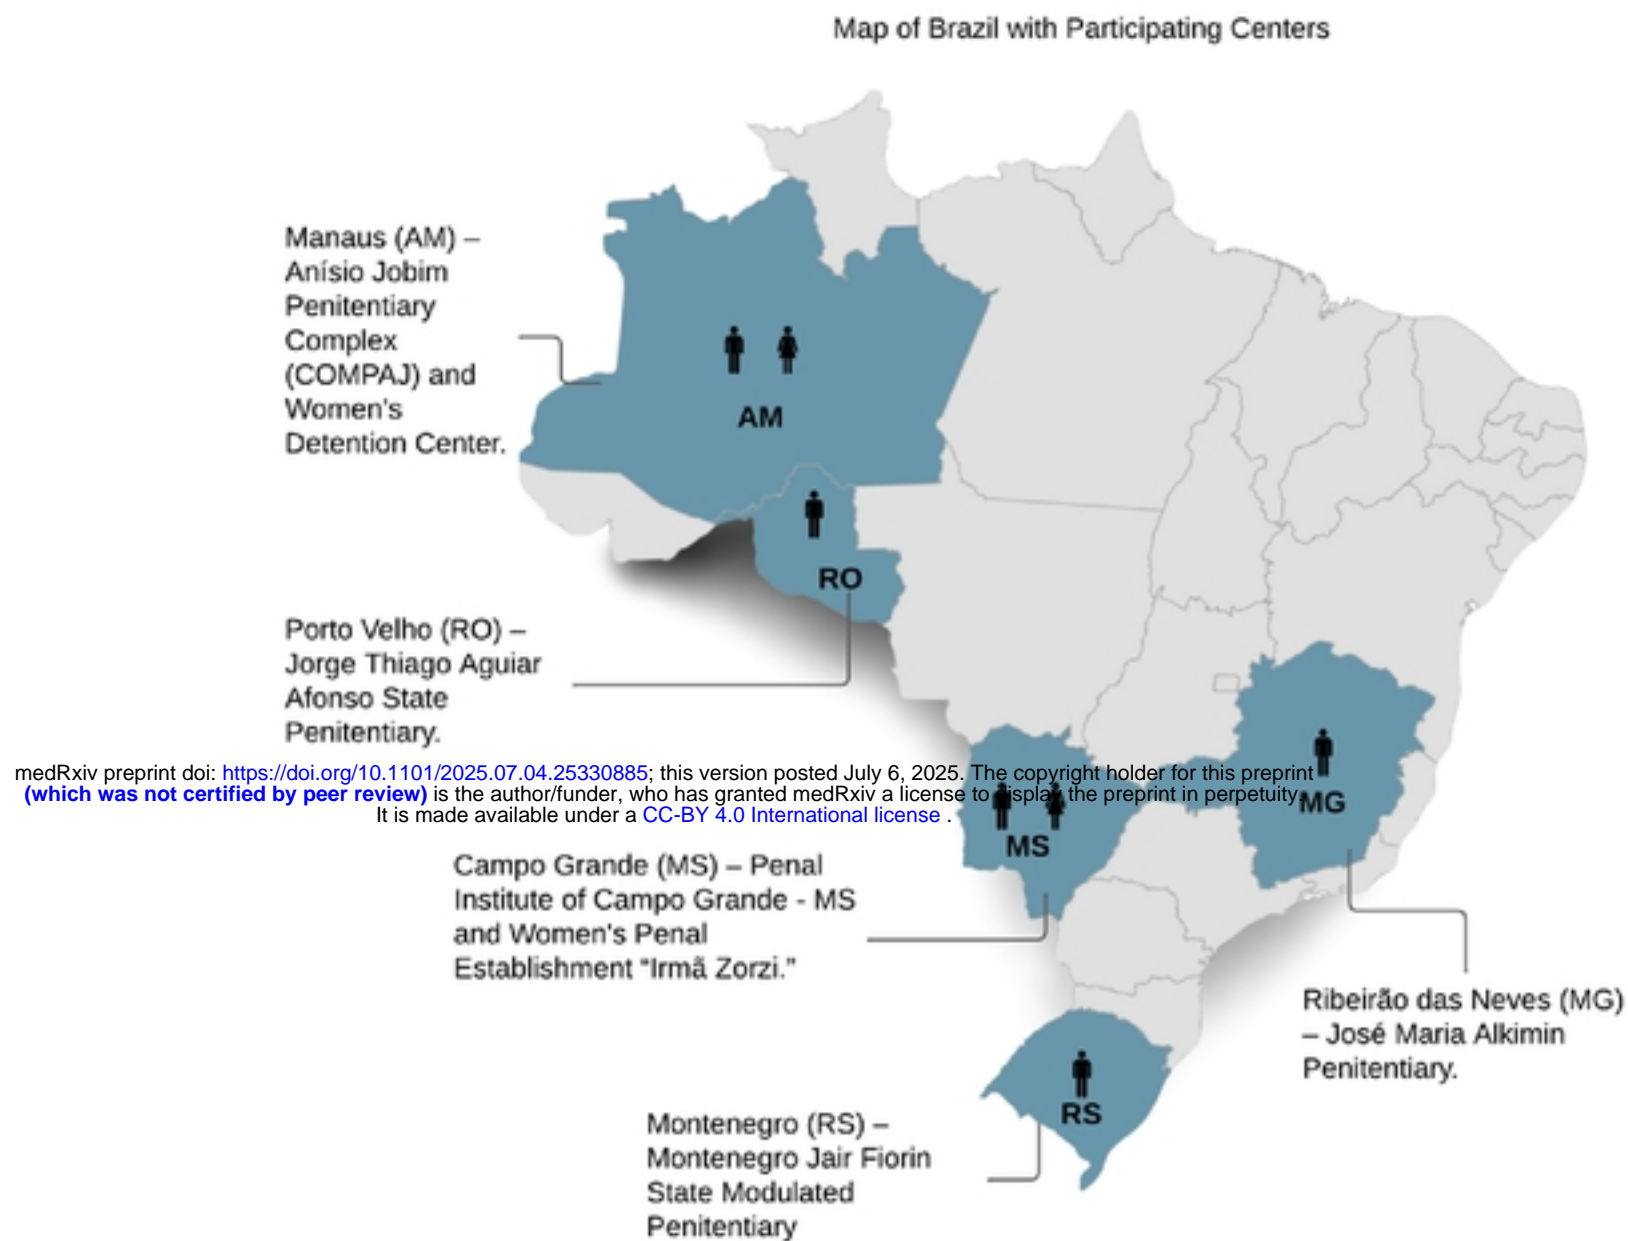 Map of Brazil with Participating Centers
Manaus (AM) –
Anísio Jobim
Penitentiary
Complex
(COMPAJ) and
Women's
Detention Center.
AM
RO
Porto Velho (RO) –
Jorge Thiago Aguiar
Afonso State
Penitentiary.
medRxiv preprint doi: https://doi.org/10.1101/2025.07.04.25330885; this version posted July 6, 2025. The copyright holder for this preprint
(which was not certified by peer review) is the author/funder, who has granted medRxiv a license to display the preprint in perpetuity.
It is made available under a CC-BY 4.0 International license .
MG
MS
Campo Grande (MS) – Penal
Institute of Campo Grande - MS
and Women's Penal
Establishment “Irmã Zorzi.”
Ribeirão das Neves (MG)
– José Maria Alkimin
Penitentiary.
RS
Montenegro (RS) –
Montenegro Jair Fiorin
State Modulated
Penitentiary